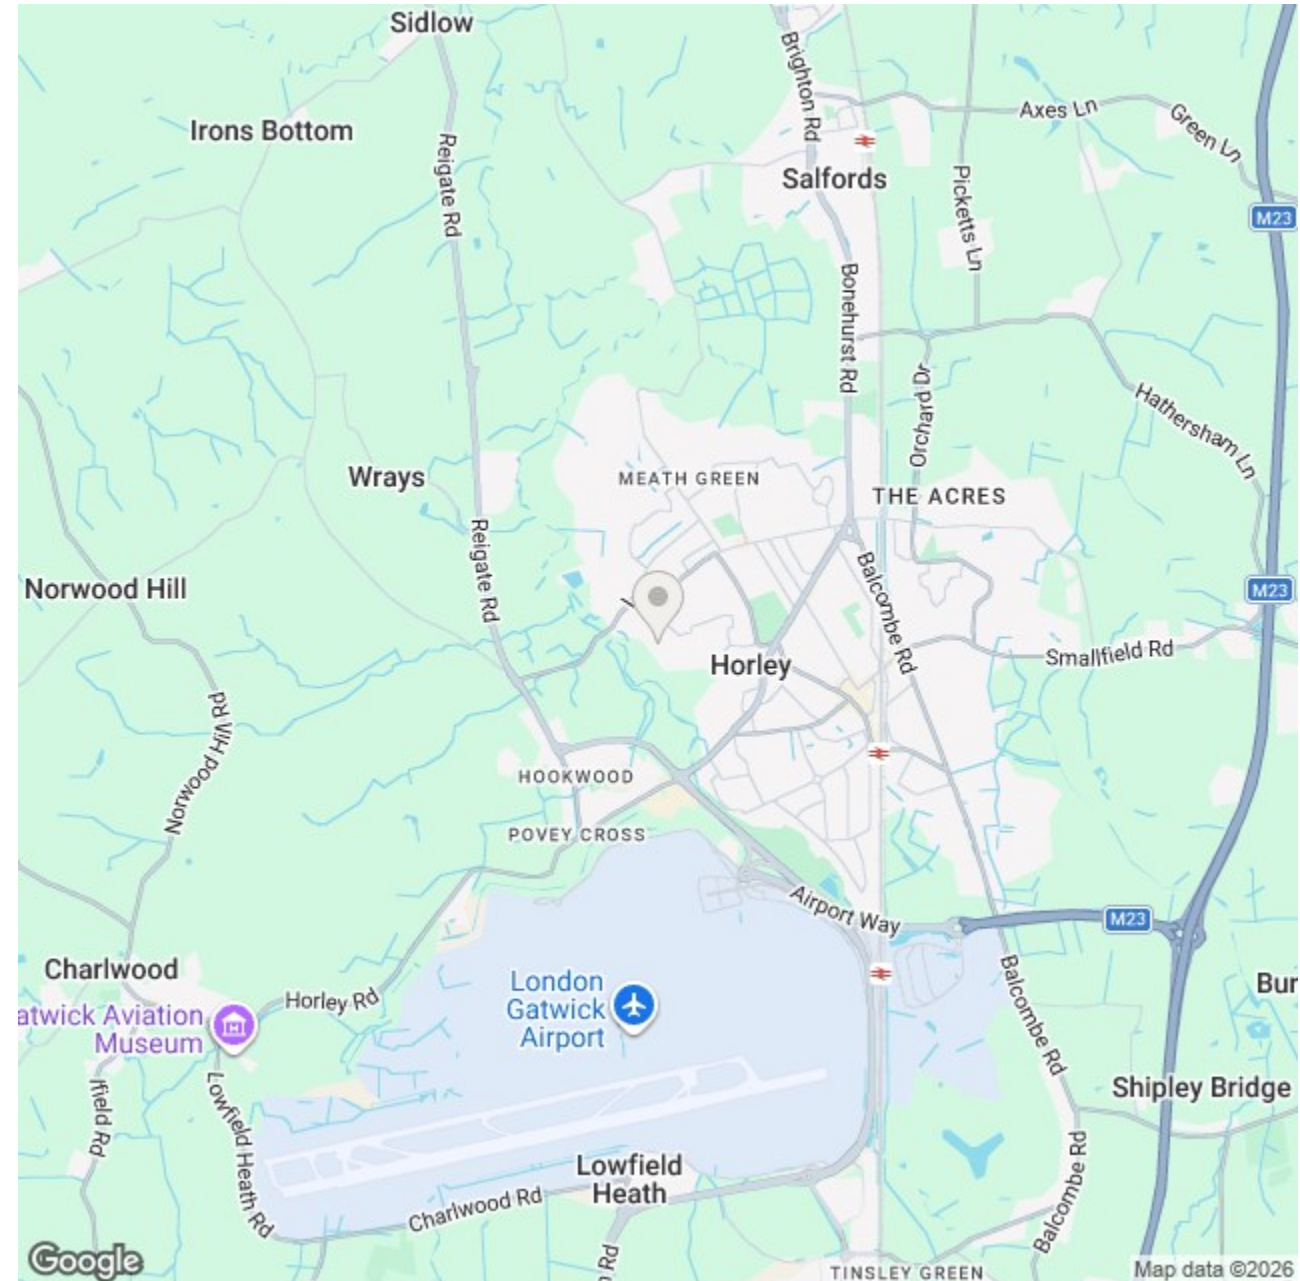 Sidlow
Brighton Rd
Axes Ln
Green Ln
Irons Bottom
Reigate Rd
Salfords
Picketts Ln
M23
Bonehurst Rd
Orchard Dr
Hathersham Ln
Wrays
MEATH GREEN
THE ACRES
Reigate Rd
Balcombe Rd
Norwood Hill
M23
Horley
Smallfield Rd
Norwood Hill Rd
HOOKWOOD
POVEY CROSS
Airport Way
M23
Charlwood
Horley Rd
London
Gatwick
Airport
Balcombe Rd
Bur
atwick Aviation
Museum
Ifield Rd
Lowfield Heath Rd
Shipley Bridge
Lowfield
Heath
Charlwood Rd
Balcombe Rd
Rd
TINSLEY GREEN
Google
Map data ©2026